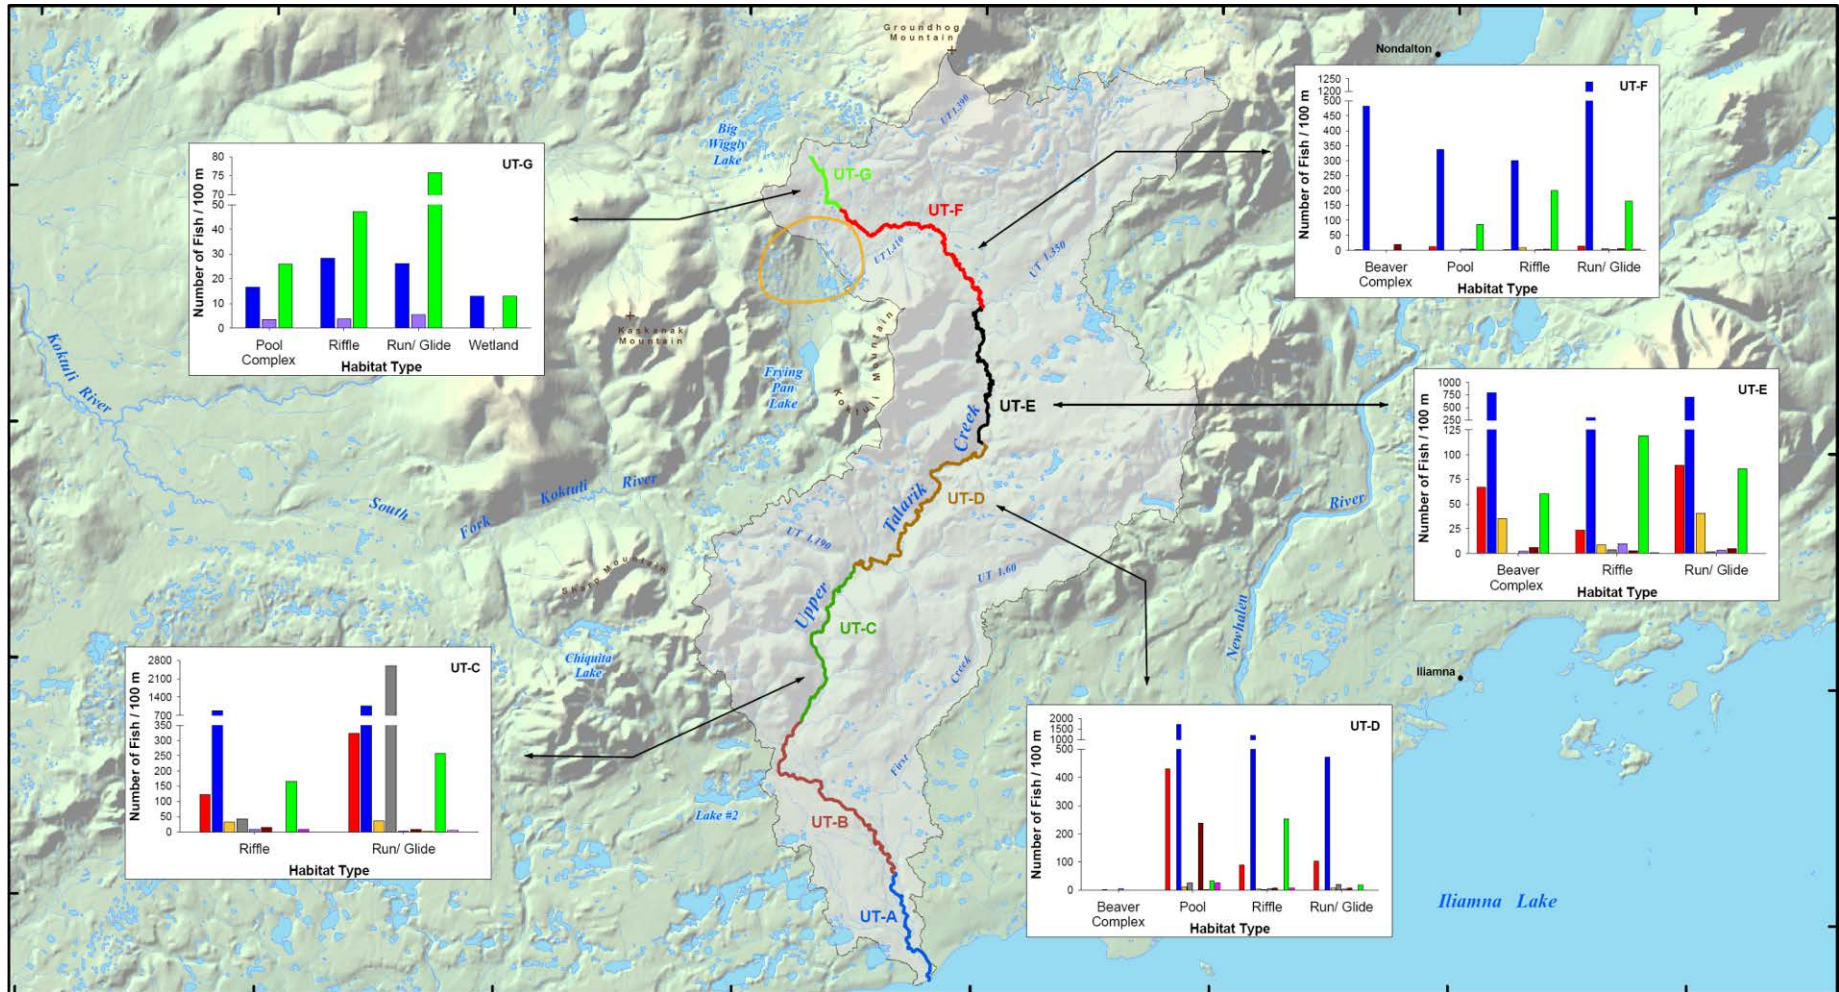 Groundhog
Mountain
Nondalton
Big
Wiggly
Lake
UT 1.390
UT-G
UT-F
UT 1.410
UT 1.350
Kaskanak
Mountain
Koktuli Mountain
Frying
Pan
Lake
Koktuli River
UT-E
Creek
South
Fork
Koktuli
River
Talarik
UT-D
River
UT 1.190
Sharp Mountain
UT 1.60
Upper
UT-C
Newhalen
Chiquita
Lake
Creek
Iliamna
First
Lake #2
UT-B
UT-A
Iliamna Lake
UT-G
Number of Fish / 100 m
80
75
70
50
40
30
20
10
0
Pool
Complex
Riffle
Run/ Glide
Wetland
Habitat Type
UT-F
Number of Fish / 100 m
1250
1200
500
450
400
350
300
250
200
150
100
50
0
Beaver
Complex
Pool
Riffle
Run/ Glide
Habitat Type
UT-E
Number of Fish / 100 m
1000
750
500
250
125
100
75
50
25
0
Beaver
Complex
Riffle
Run/ Glide
Habitat Type
UT-C
Number of Fish / 100 m
2800
2100
1400
700
350
300
250
200
150
100
50
0
Riffle
Run/ Glide
Habitat Type
UT-D
Number of Fish / 100 m
2000
1500
1000
500
400
300
200
100
0
Beaver
Complex
Pool
Riffle
Run/ Glide
Habitat Type